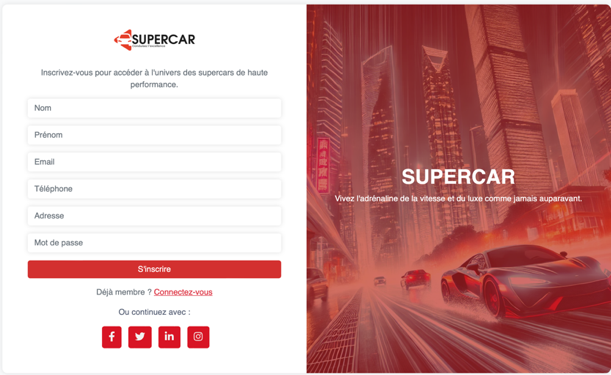 SUPERCAR
Inscrivez-vous pour accéder à l'univers des supercars de haute
performance.
Nom
Prénom
Email
Téléphone
Adresse
Mot de passe
S'inscrire
Déjà membre ? Connectez-vous
Ou continuez avec :
SUPERCAR
Vivez l'adrénaline de la vitesse et du luxe comme jamais auparavant.